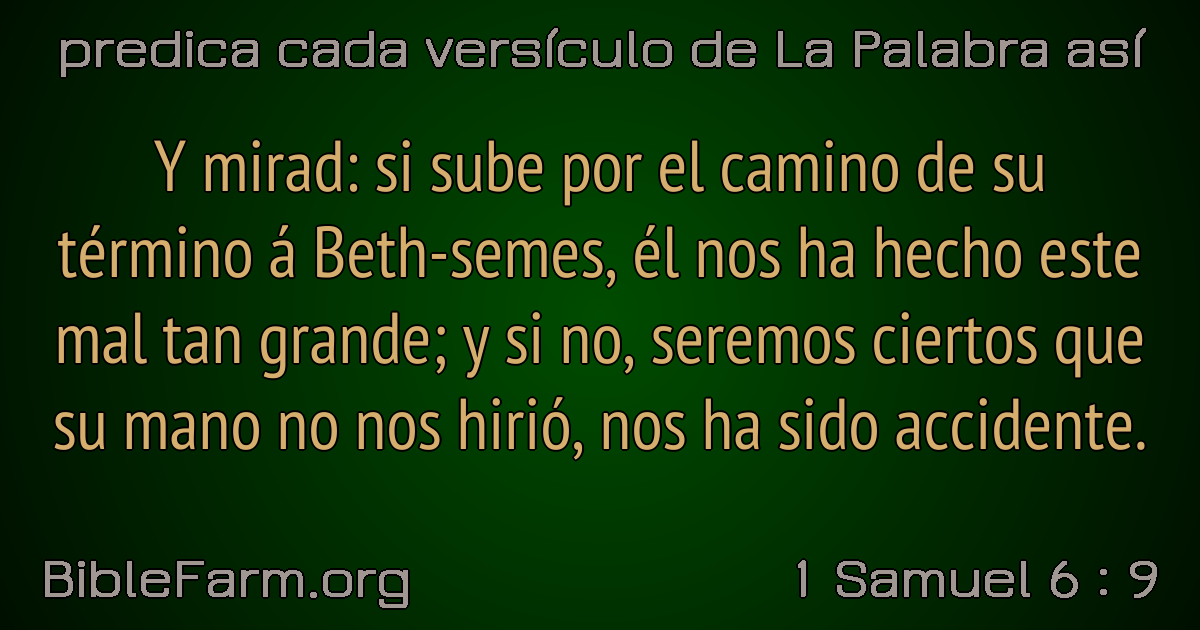 predica cada versículo de La Palabra así
Y mirad: si sube por el camino de su
término á Beth-semes, él nos ha hecho este
mal tan grande; y si no, seremos ciertos que
su mano no nos hirió, nos ha sido accidente.
BibleFarm.org
1 Samuel 6 : 9